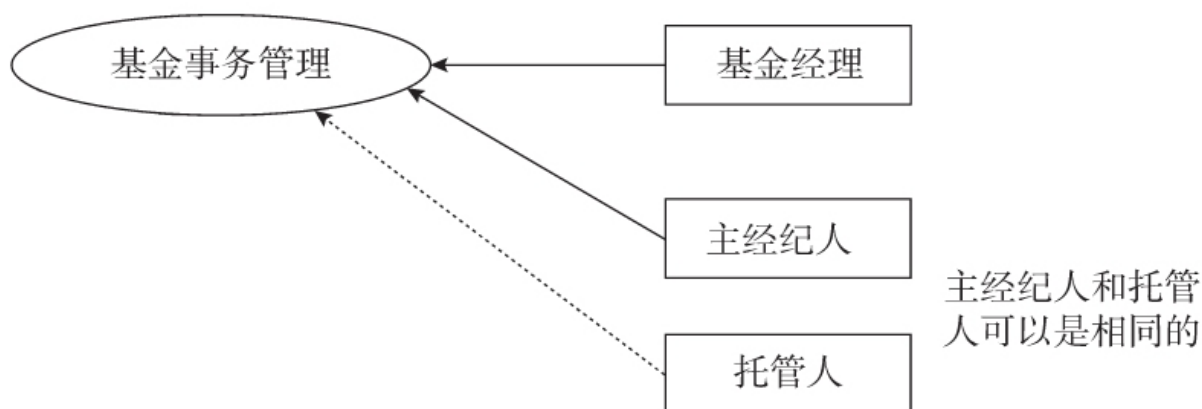 基金事务管理
基金经理
主经纪人
主经纪人和托管
人可以是相同的
托管人